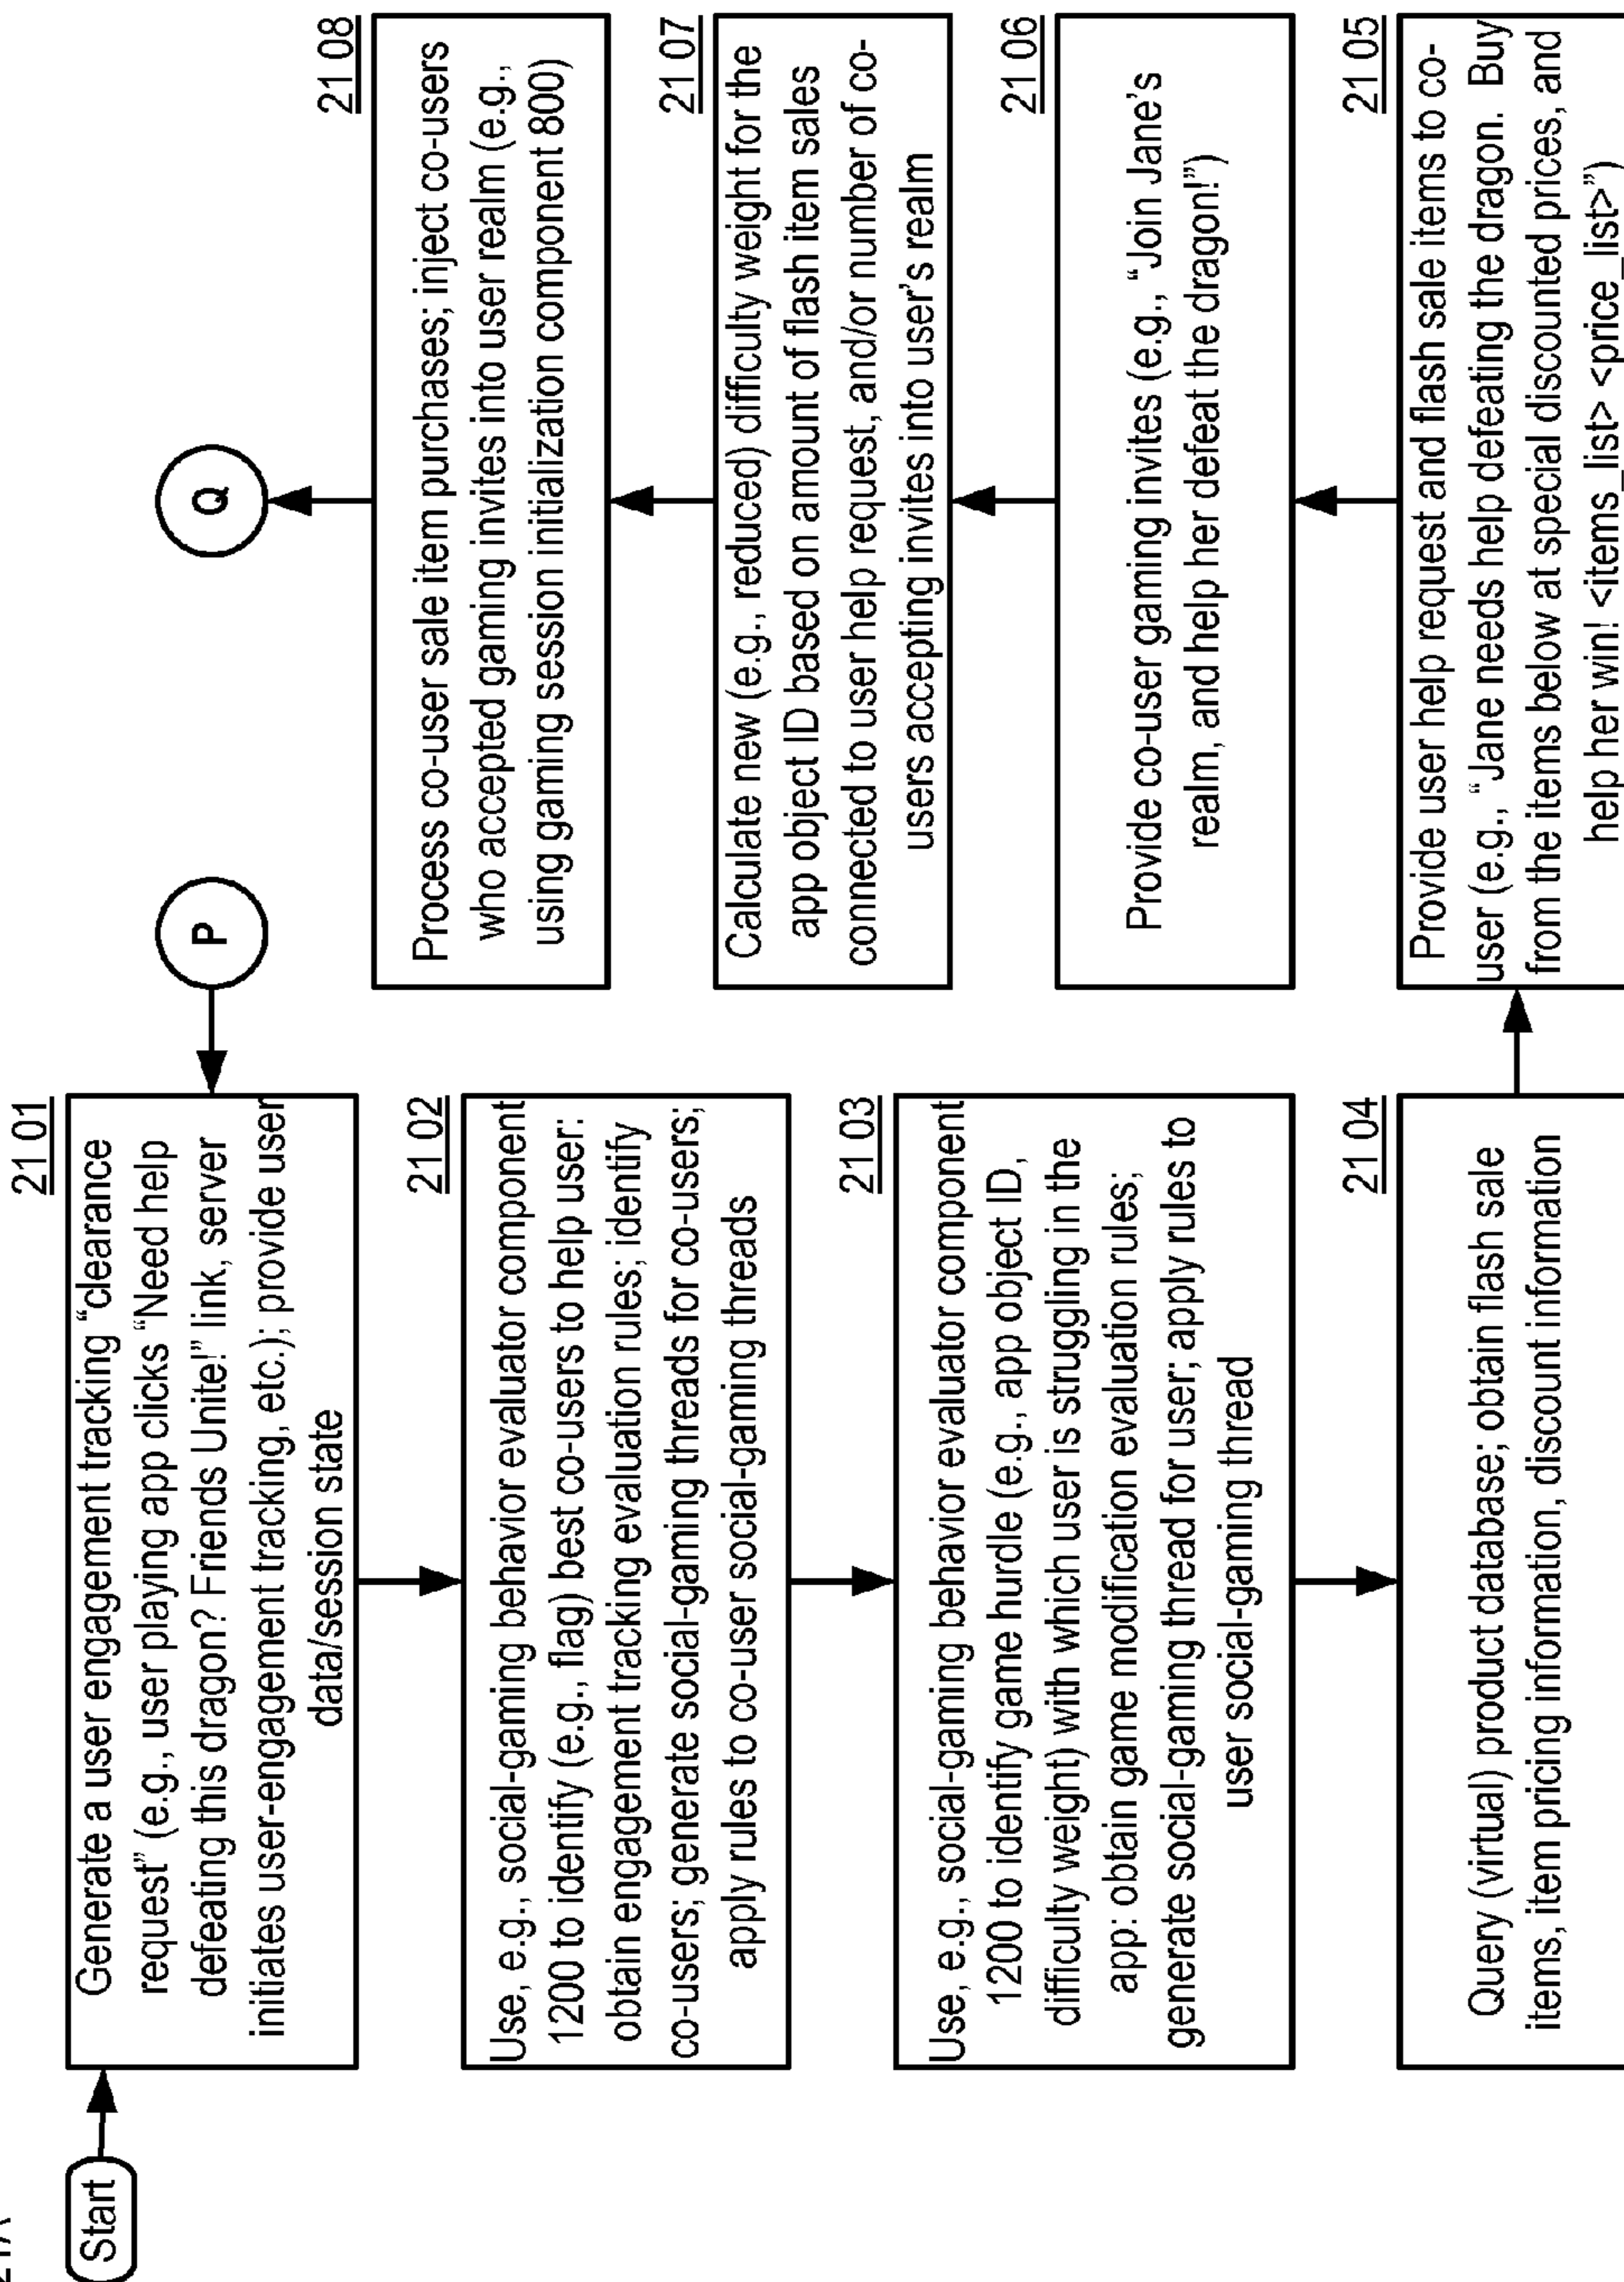 21A
Start
21 01
Generate a user engagement tracking “clearance
request” (e.g., user playing app clicks “Need help
defeating this dragon? Friends Unite!” link, server
initiates user-engagement tracking, etc.); provide user
data/session state
P
21 02
Use, e.g., social-gaming behavior evaluator component
1200 to identify (e.g., flag) best co-users to help user:
obtain engagement tracking evaluation rules; identify
co-users; generate social-gaming threads for co-users;
apply rules to co-user social-gaming threads
21 03
Use, e.g., social-gaming behavior evaluator component
1200 to identify game hurdle (e.g., app object ID,
difficulty weight) with which user is struggling in the
app: obtain game modification evaluation rules;
generate social-gaming thread for user; apply rules to
user social-gaming thread
21 04
Query (virtual) product database; obtain flash sale
items, item pricing information, discount information
21 05
Provide user help request and flash sale items to co-
user (e.g., “Jane needs help defeating the dragon. Buy
from the items below at special discounted prices, and
help her win! <items_list> <price_list>”)
21 06
Provide co-user gaming invites (e.g., “Join Jane’s
realm, and help her defeat the dragon!”)
21 07
Calculate new (e.g., reduced) difficulty weight for the
app object ID based on amount of flash item sales
connected to user help request, and/or number of co-
users accepting invites into user’s realm
21 08
Process co-user sale item purchases; inject co-users
who accepted gaming invites into user realm (e.g.,
using gaming session initialization component 800)
Q